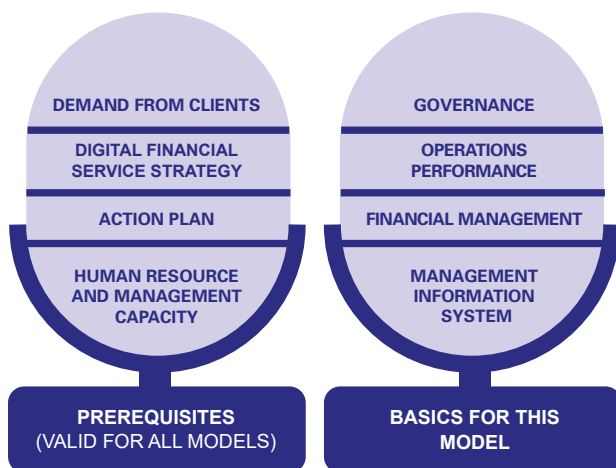 DEMAND FROM CLIENTS
DIGITAL FINANCIAL
SERVICE STRATEGY
ACTION PLAN
HUMAN RESOURCE
AND MANAGEMENT
CAPACITY
PREREQUISITES
(VALID FOR ALL MODELS)
GOVERNANCE
OPERATIONS
PERFORMANCE
FINANCIAL MANAGEMENT
MANAGEMENT
INFORMATION
SYSTEM
BASICS FOR THIS
MODEL